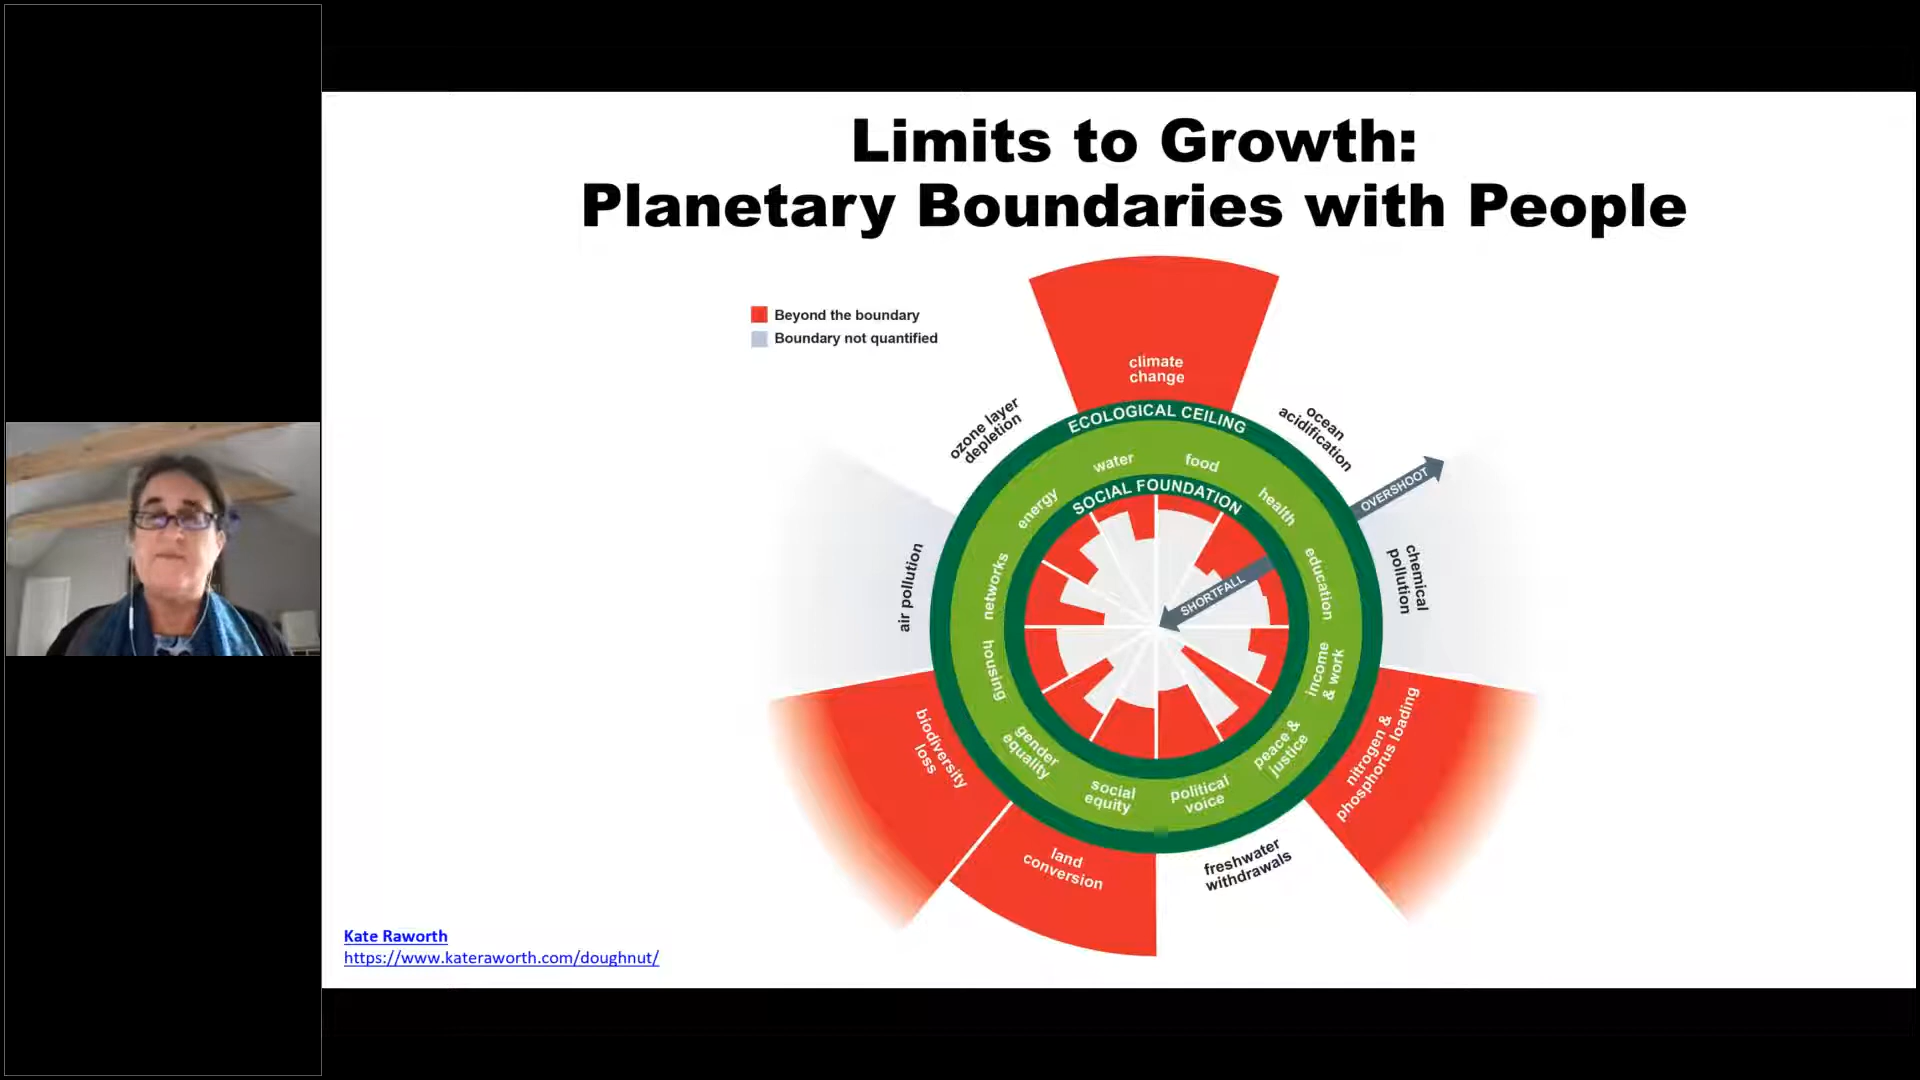 Limits to Growth:
Planetary Boundaries with People
Beyond the boundary
Boundary not quantified
climate
change
ozone layer
depletion
ocean
acidification
ECOLOGICAL CEILING
OVERSHOOT
water
food
energy
health
SOCIAL FOUNDATION
SHORTFALL
air pollution
networks
education
chemical
pollution
housing
income
& work
biodiversity
loss
gender
equality
peace &
justice
nitrogen &
phosphorus loading
social
equity
political
voice
land
conversion
freshwater
withdrawals
Kate Raworth
https://www.kateraworth.com/doughnut/